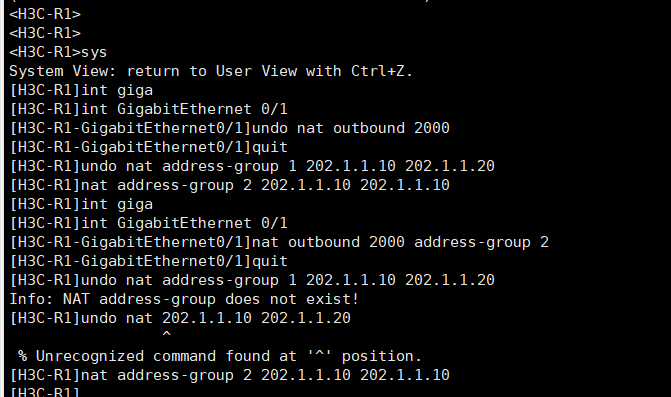 <H3C-R1>
<H3C-R1>
<H3C-R1>sys
System View: return to User View with Ctrl+Z.
[H3C-R1]int giga
[H3C-R1]int GigabitEthernet 0/1
[H3C-R1-GigabitEthernet0/1]undo nat outbound 2000
[H3C-R1-GigabitEthernet0/1]quit
[H3C-R1]undo nat address-group 1 202.1.1.10 202.1.1.20
[H3C-R1]nat address-group 2 202.1.1.10 202.1.1.10
[H3C-R1]int giga
[H3C-R1]int GigabitEthernet 0/1
[H3C-R1-GigabitEthernet0/1]nat outbound 2000 address-group 2
[H3C-R1-GigabitEthernet0/1]quit
[H3C-R1]undo nat address-group 1 202.1.1.10 202.1.1.20
Info: NAT address-group does not exist!
[H3C-R1]undo nat 202.1.1.10 202.1.1.20
^
% Unrecognized command found at '^' position.
[H3C-R1]nat address-group 2 202.1.1.10 202.1.1.10
[H3C-R1]